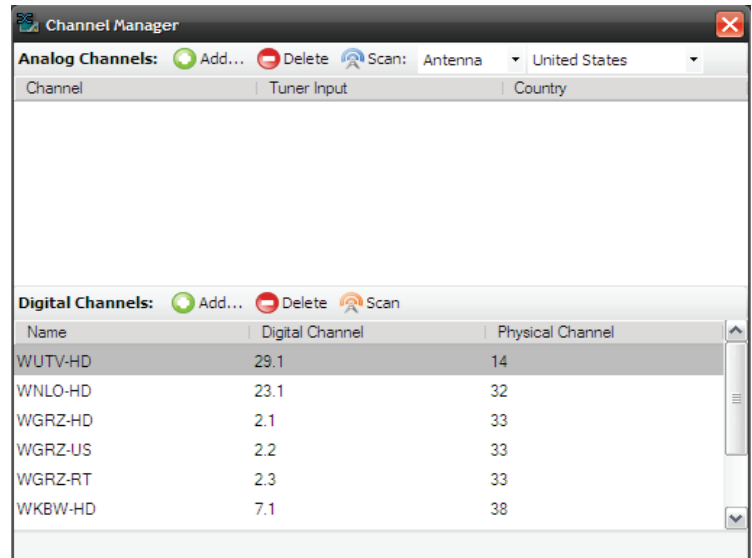 Channel Manager
Analog Channels: Add... Delete Scan: Antenna United States
Channel Tuner Input Country
Digital Channels: Add... Delete Scan
Name Digital Channel Physical Channel
WUTV-HD 29.1 14
WNLO-HD 23.1 32
WGRZ-HD 2.1 33
WGRZ-US 2.2 33
WGRZ-RT 2.3 33
WKBW-HD 7.1 38